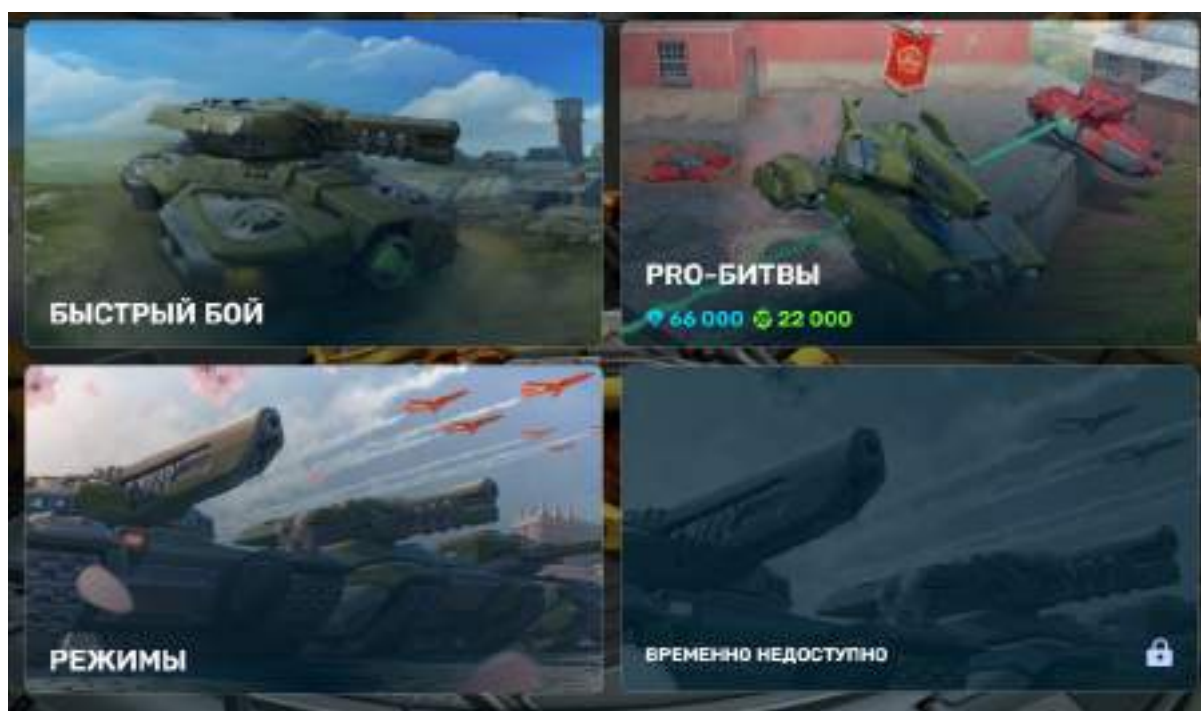 БЫСТРЫЙ БОЙ
PRO-БИТВЫ
66 000 22 000
РЕЖИМЫ
ВРЕМЕННО НЕДОСТУПНО